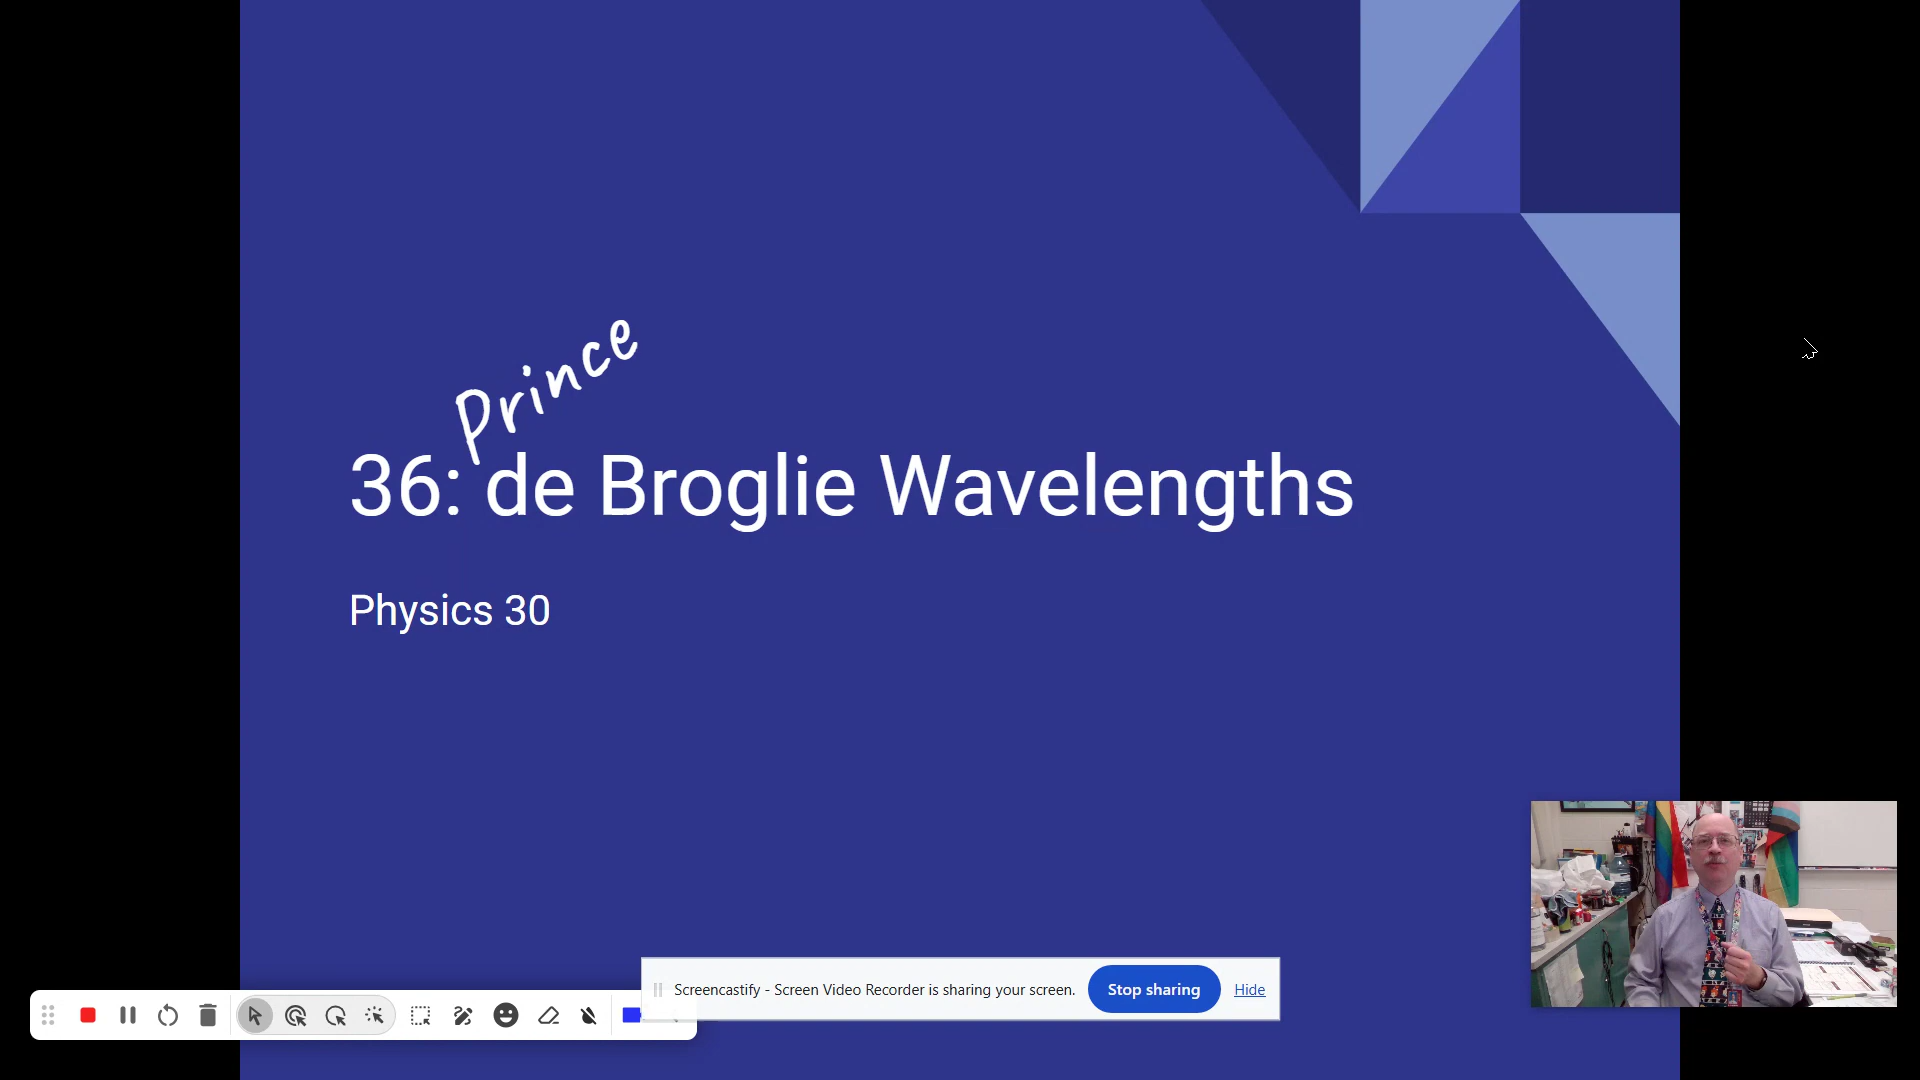 Prince
36: de Broglie Wavelengths
Physics 30
Screencastify - Screen Video Recorder is sharing your screen.
Stop sharing
Hide